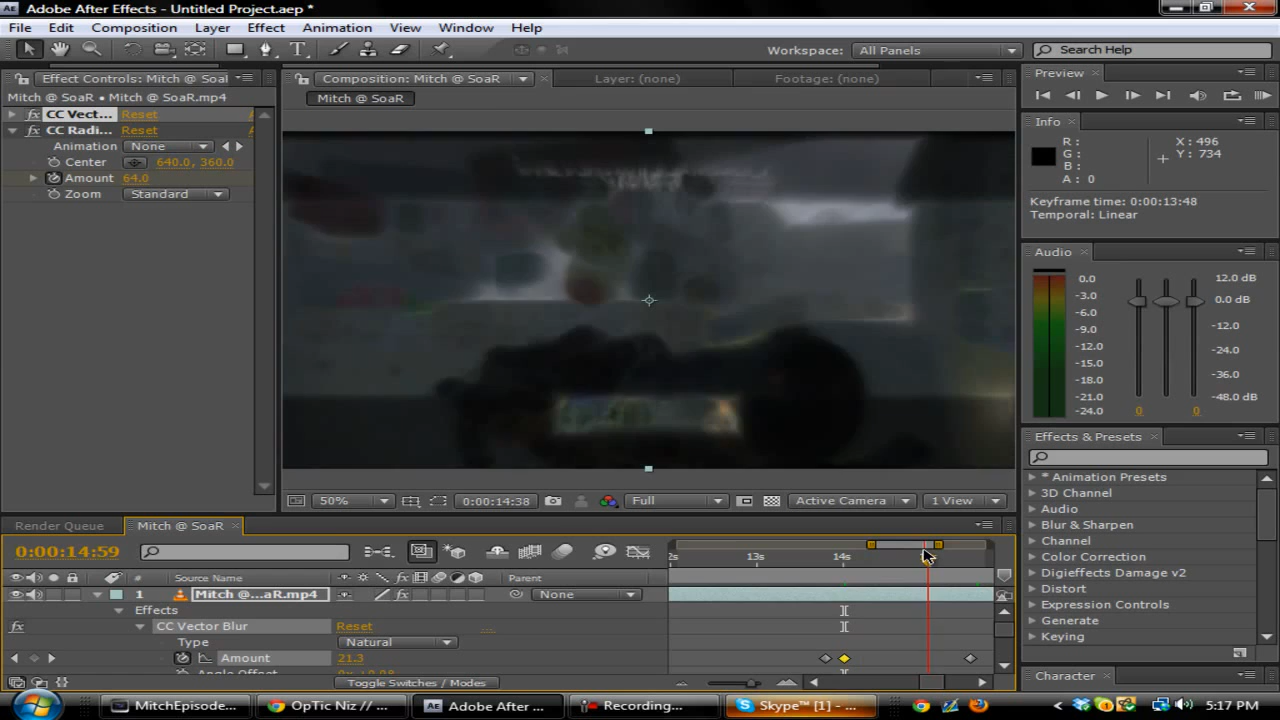 Adobe After Effects - Untitled Project.aep *
File Edit Composition Layer Effect Animation View Window Help
Workspace: All Panels Search Help
Effect Controls: Mitch @ Soal
Mitch @ SoaR • Mitch @ SoaR.mp4
fx CC Vect... Reset
fx CC Radi... Reset
Animation None
Center 640.0, 360.0
Amount 64.0
Zoom Standard
Composition: Mitch @ SoaR Layer: (none) Footage: (none)
Mitch @ SoaR
50% 0:00:14:38 Full Active Camera 1 View
Preview
Info
R: X: 496
G: Y: 734
B:
A: 0
Keyframe time: 0:00:13:48
Temporal: Linear
Audio
0.0 12.0 dB
-3.0 0.0 dB
-6.0
-9.0 -12.0
-12.0
-15.0 -24.0
-18.0 -36.0
-21.0
-24.0 -48.0 dB
0 0
Effects & Presets
* Animation Presets
3D Channel
Audio
Blur & Sharpen
Channel
Color Correction
Digieffects Damage v2
Distort
Expression Controls
Generate
Keying
Character
Render Queue Mitch @ SoaR
0:00:14:59
2s 13s 14s
# Source Name Parent
1 Mitch @...aR.mp4 fx None
Effects
fx CC Vector Blur Reset ...
Type Natural
Amount 21.3
Toggle Switches / Modes
MitchEpisode... OpTic Niz // ... Adobe After ... Recording... Skype™ [1] - ... 5:17 PM